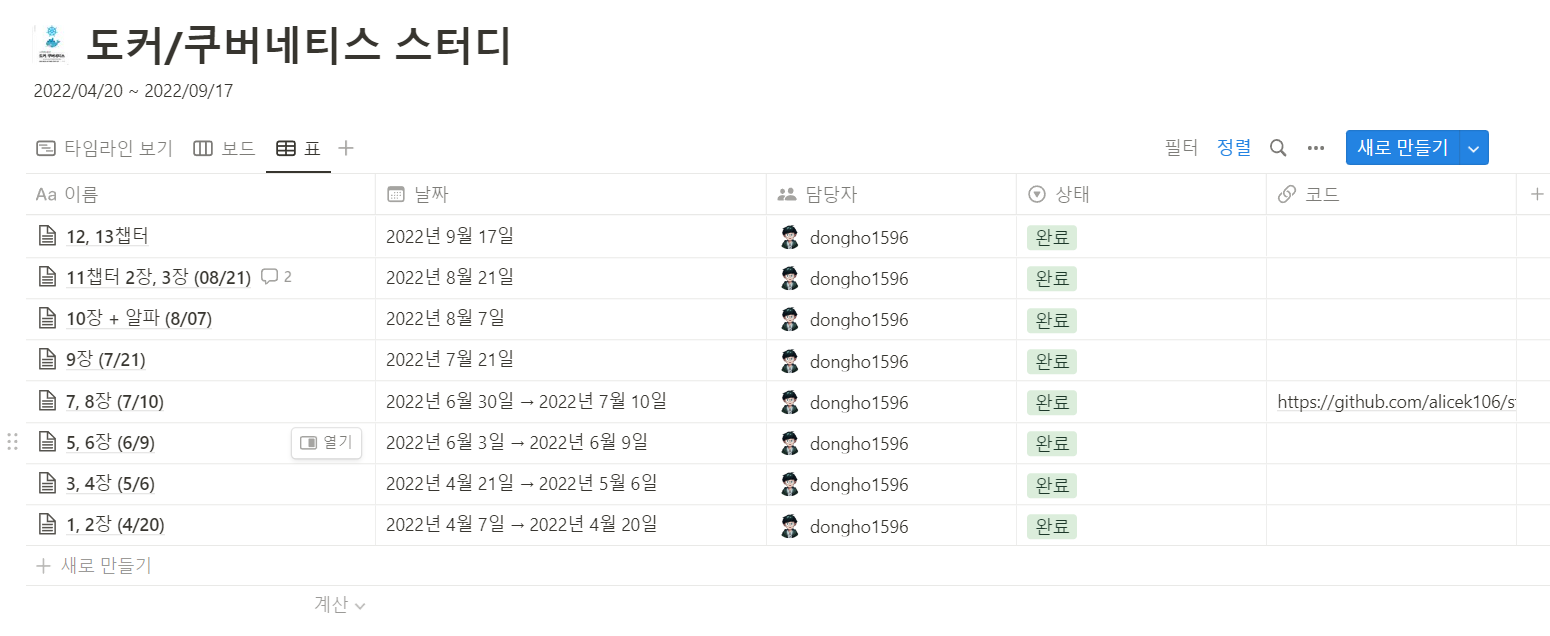 도커/쿠버네티스 스터디
2022/04/20 ~ 2022/09/17
타임라인 보기 보드 표 필터 정렬 새로 만들기
Aa 이름 날짜 담당자 상태 코드
12, 13챕터 2022년 9월 17일 dongho1596 완료
11챕터 2장, 3장 (08/21) 2 2022년 8월 21일 dongho1596 완료
10장 + 알파 (8/07) 2022년 8월 7일 dongho1596 완료
9장 (7/21) 2022년 7월 21일 dongho1596 완료
7, 8장 (7/10) 2022년 6월 30일 → 2022년 7월 10일 dongho1596 완료 https://github.com/alicek106/s
5, 6장 (6/9) 열기 2022년 6월 3일 → 2022년 6월 9일 dongho1596 완료
3, 4장 (5/6) 2022년 4월 21일 → 2022년 5월 6일 dongho1596 완료
1, 2장 (4/20) 2022년 4월 7일 → 2022년 4월 20일 dongho1596 완료
새로 만들기
계산